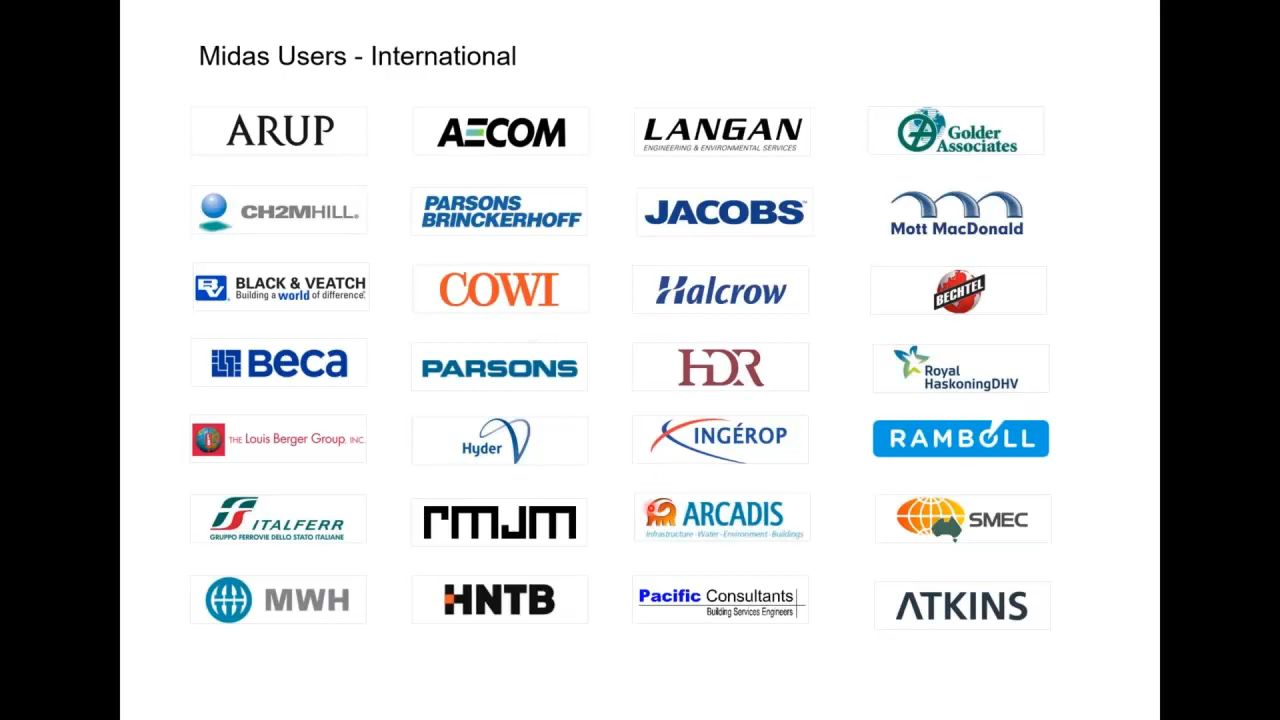 Midas Users - International
ARUP
AECOM
LANGAN
ENGINEERING & ENVIRONMENTAL SERVICES
Golder
Associates
CH2MHILL®
PARSONS
BRINCKERHOFF
JACOBS™
Mott MacDonald
BV
BLACK & VEATCH
Building a world of difference®
COWI
Halcrow
BECHTEL
Beca
PARSONS
HDR
Royal
HaskoningDHV
THE Louis Berger Group, INC.
Hyder
INGÉROP
RAMBOLL
ITALFERR
GRUPPO FERROVIE DELLO STATO ITALIANE
rmjm
ARCADIS
Infrastructure · Water · Environment · Buildings
SMEC
MWH
HNTB
Pacific Consultants
Building Services Engineers
ATKINS